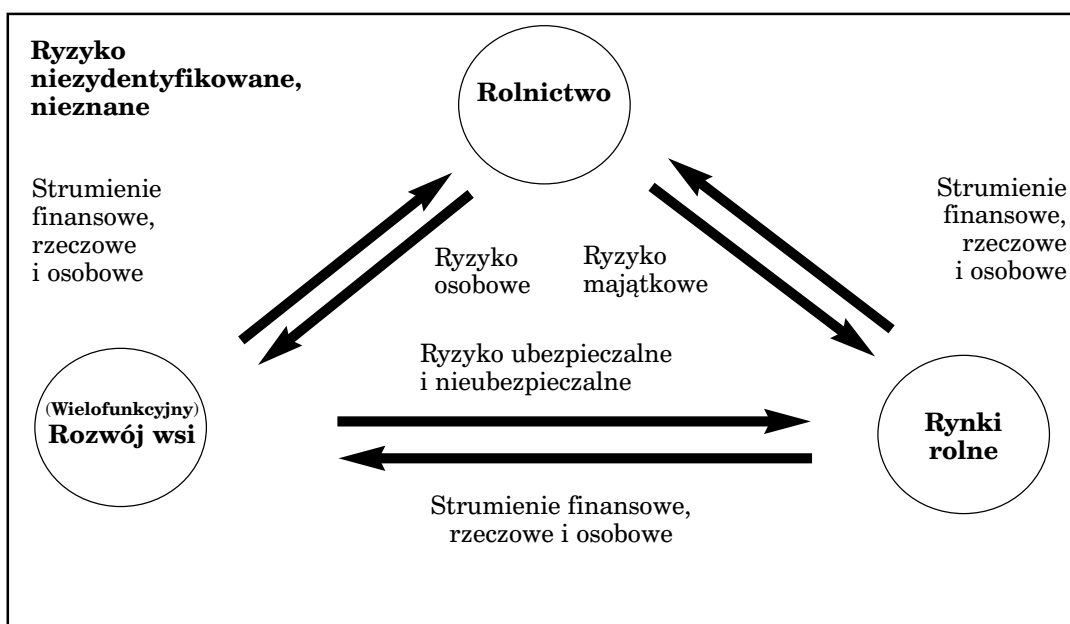 Ryzyko
niezydentyfikowane,
nieznane
Rolnictwo
Strumienie
finansowe,
rzeczowe
i osobowe
Strumienie
finansowe,
rzeczowe
i osobowe
Ryzyko
osobowe
Ryzyko
majątkowe
Ryzyko ubezpieczalne
i nieubezpieczalne
(Wielofunkcyjny)
Rozwój wsi
Rynki
rolne
Strumienie finansowe,
rzeczowe i osobowe